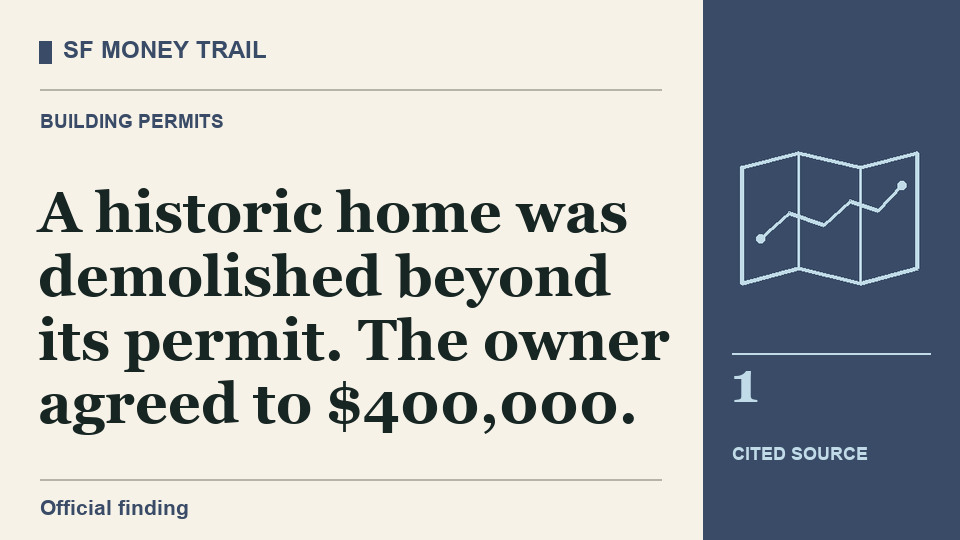 SF MONEY TRAIL
BUILDING PERMITS
A historic home was
demolished beyond
its permit. The owner
agreed to $400,000.
Official finding
1
CITED SOURCE